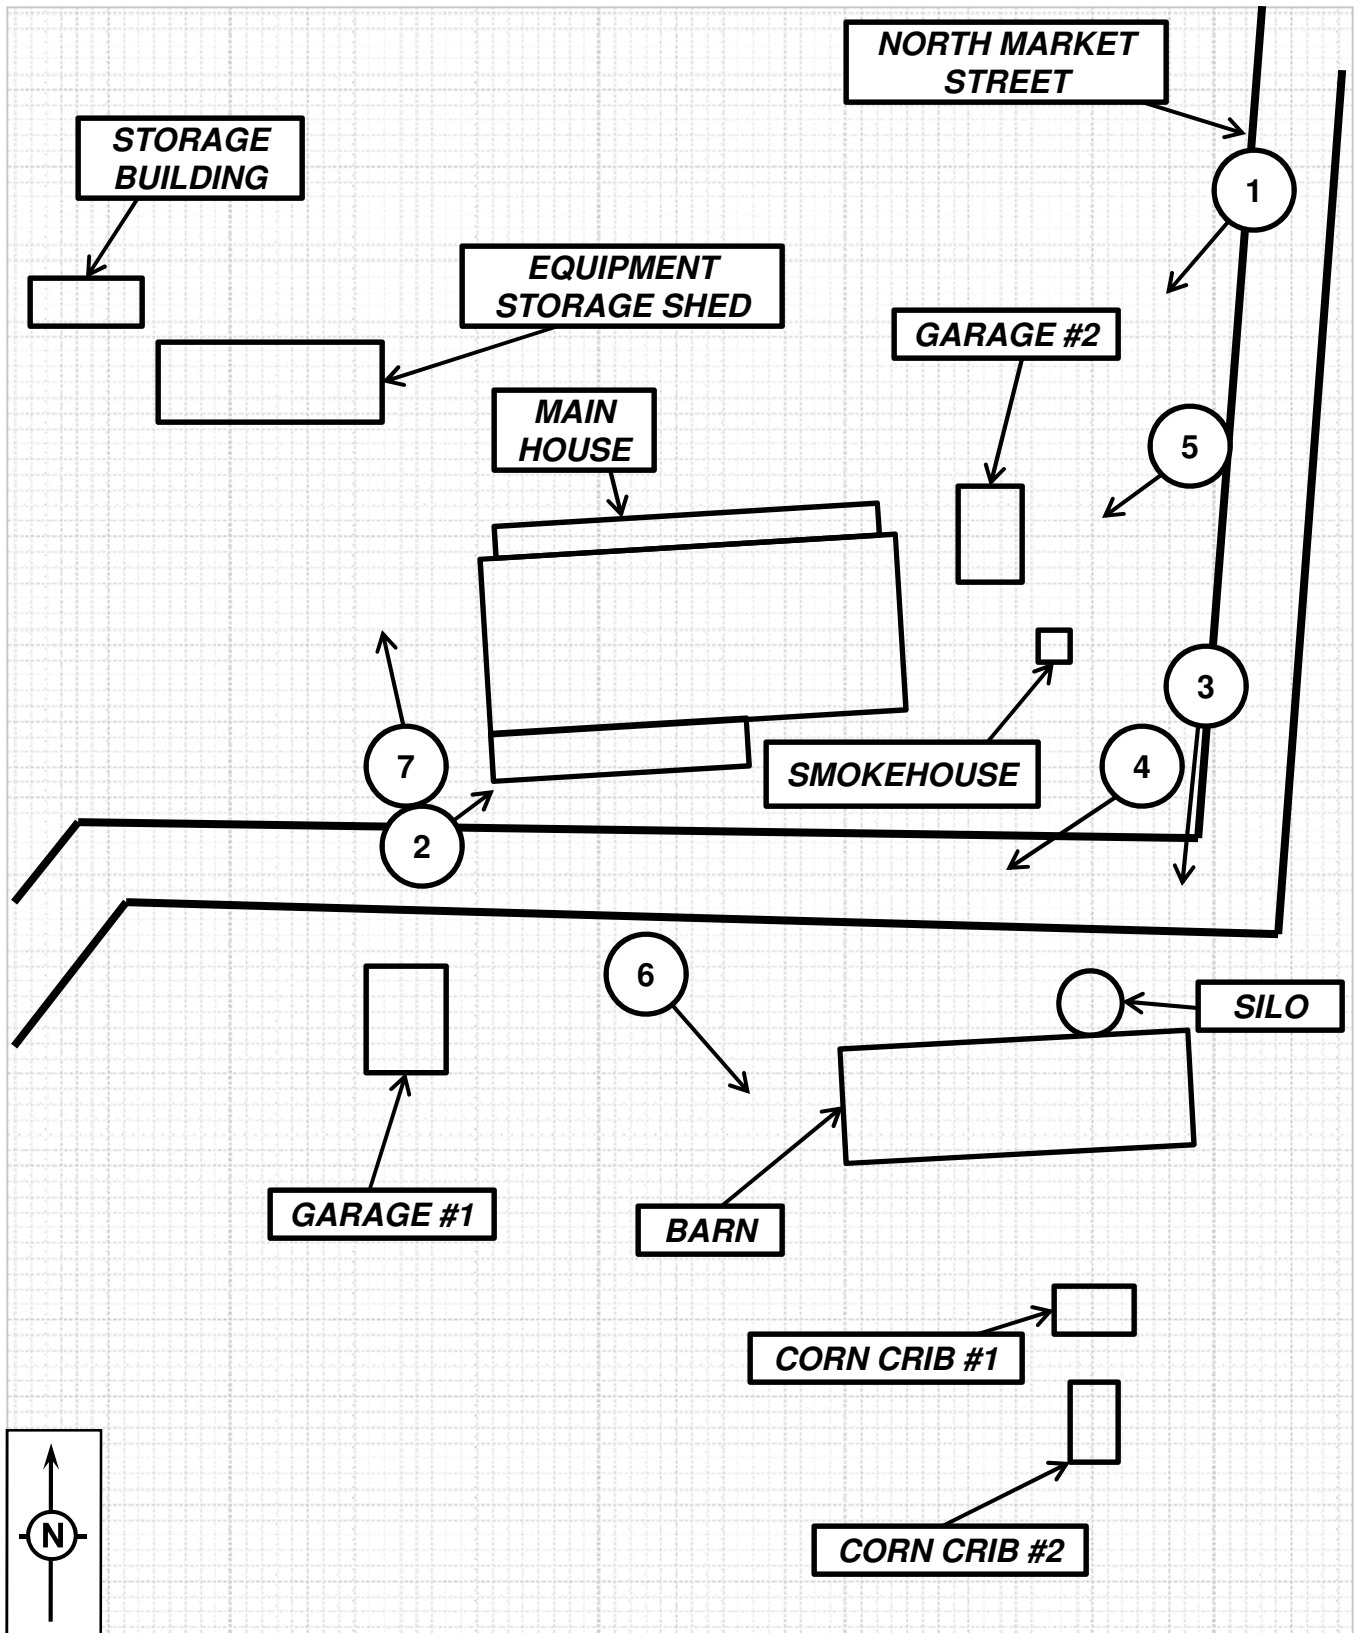 NORTH MARKET
STREET
STORAGE
BUILDING
1
EQUIPMENT
STORAGE SHED
GARAGE #2
MAIN
HOUSE
5
3
7
SMOKEHOUSE
4
2
6
SILO
GARAGE #1
BARN
CORN CRIB #1
N
CORN CRIB #2